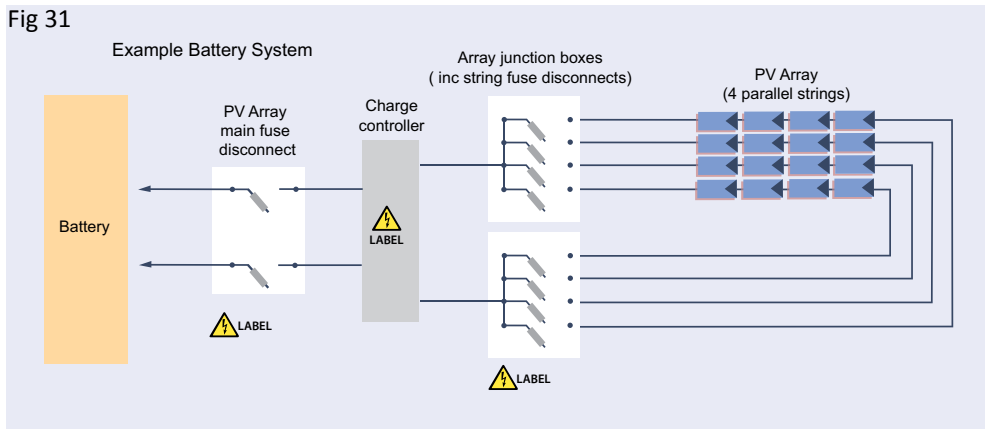 Fig 31
Example Battery System
Array junction boxes
( inc string fuse disconnects)
PV Array
(4 parallel strings)
PV Array
main fuse
disconnect
Charge
controller
Battery
LABEL
LABEL
LABEL